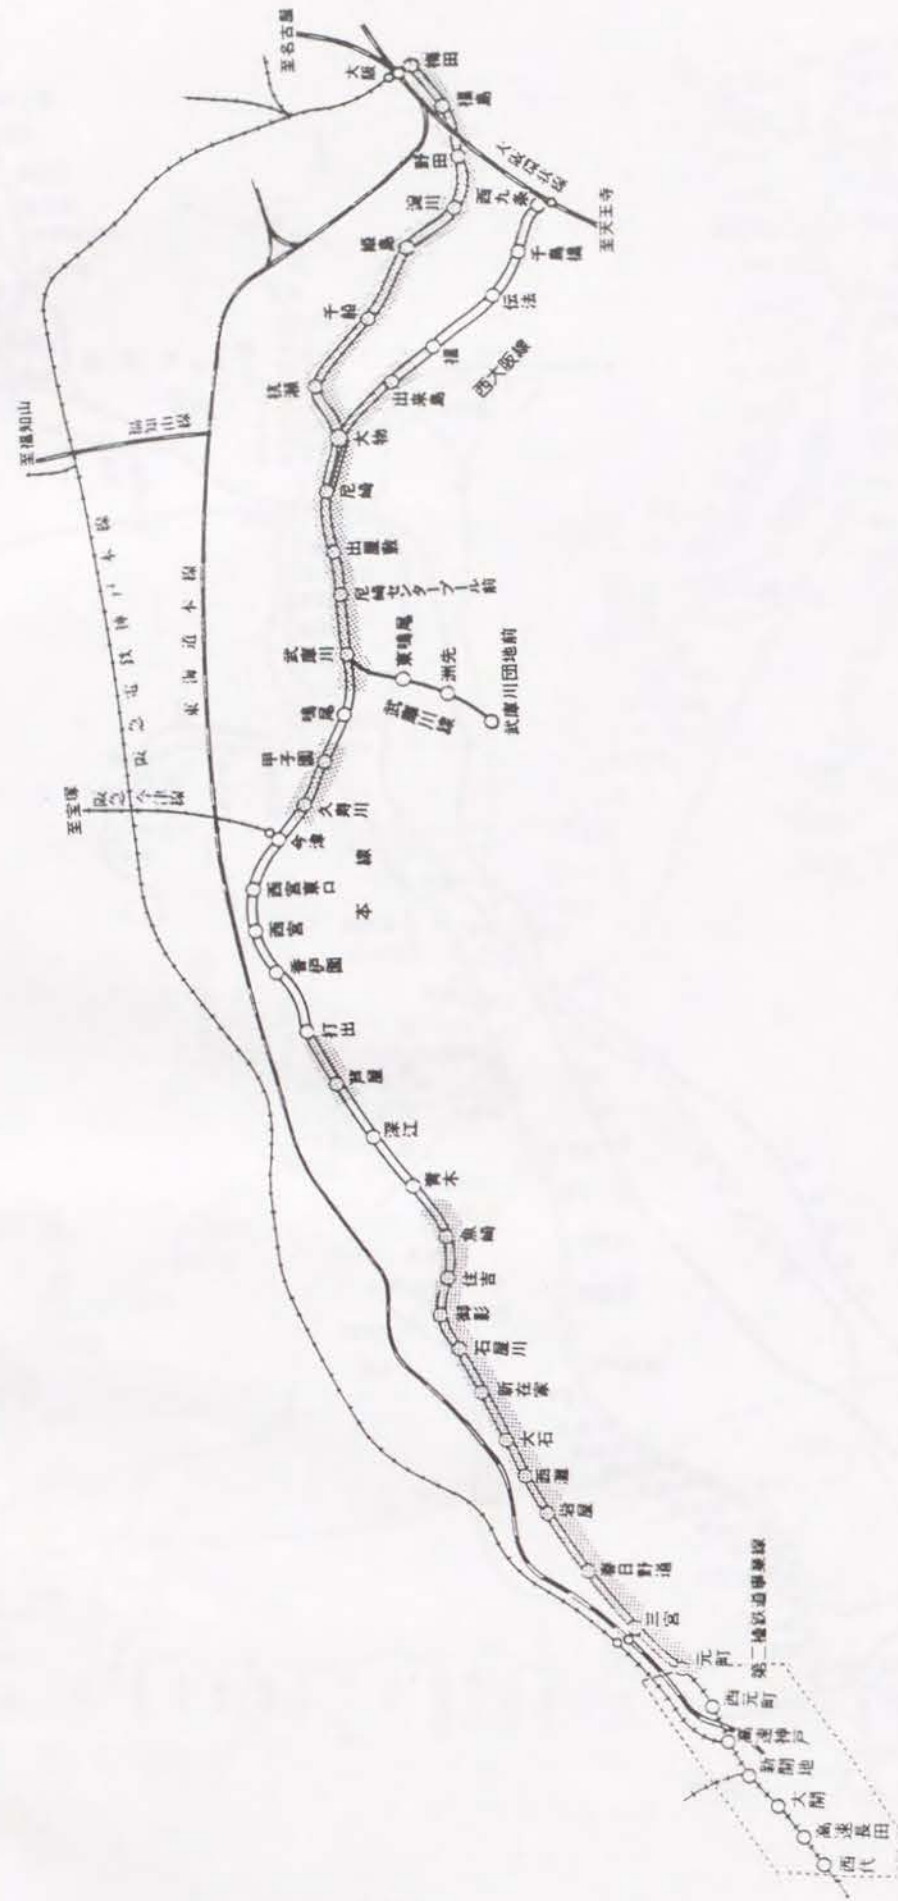 至名古屋
大阪
梅田
福島
野田
淀川
姫島
千船
杭瀬
大物
尼崎
出屋敷
尼崎センタープール前
武庫川
鳴尾
甲子園
久寿川
今津
西宮東口
西宮
香炉園
打出
芦屋
深江
青木
魚崎
住吉
御影
石屋川
新在家
大石
西灘
岩屋
春日野道
三宮
元町
西元町
高速神戸
新開地
大開
高速長田
西代
第二種鉄道事業線
本線
西九条
千鳥橋
伝法
福
出来島
西大阪線
大阪環状線
至天王寺
東鳴尾
洲先
武庫川団地前
武庫川線
至福知山
福知山線
阪急電鉄神戸本線
東海道本線
至宝塚
阪急今津線